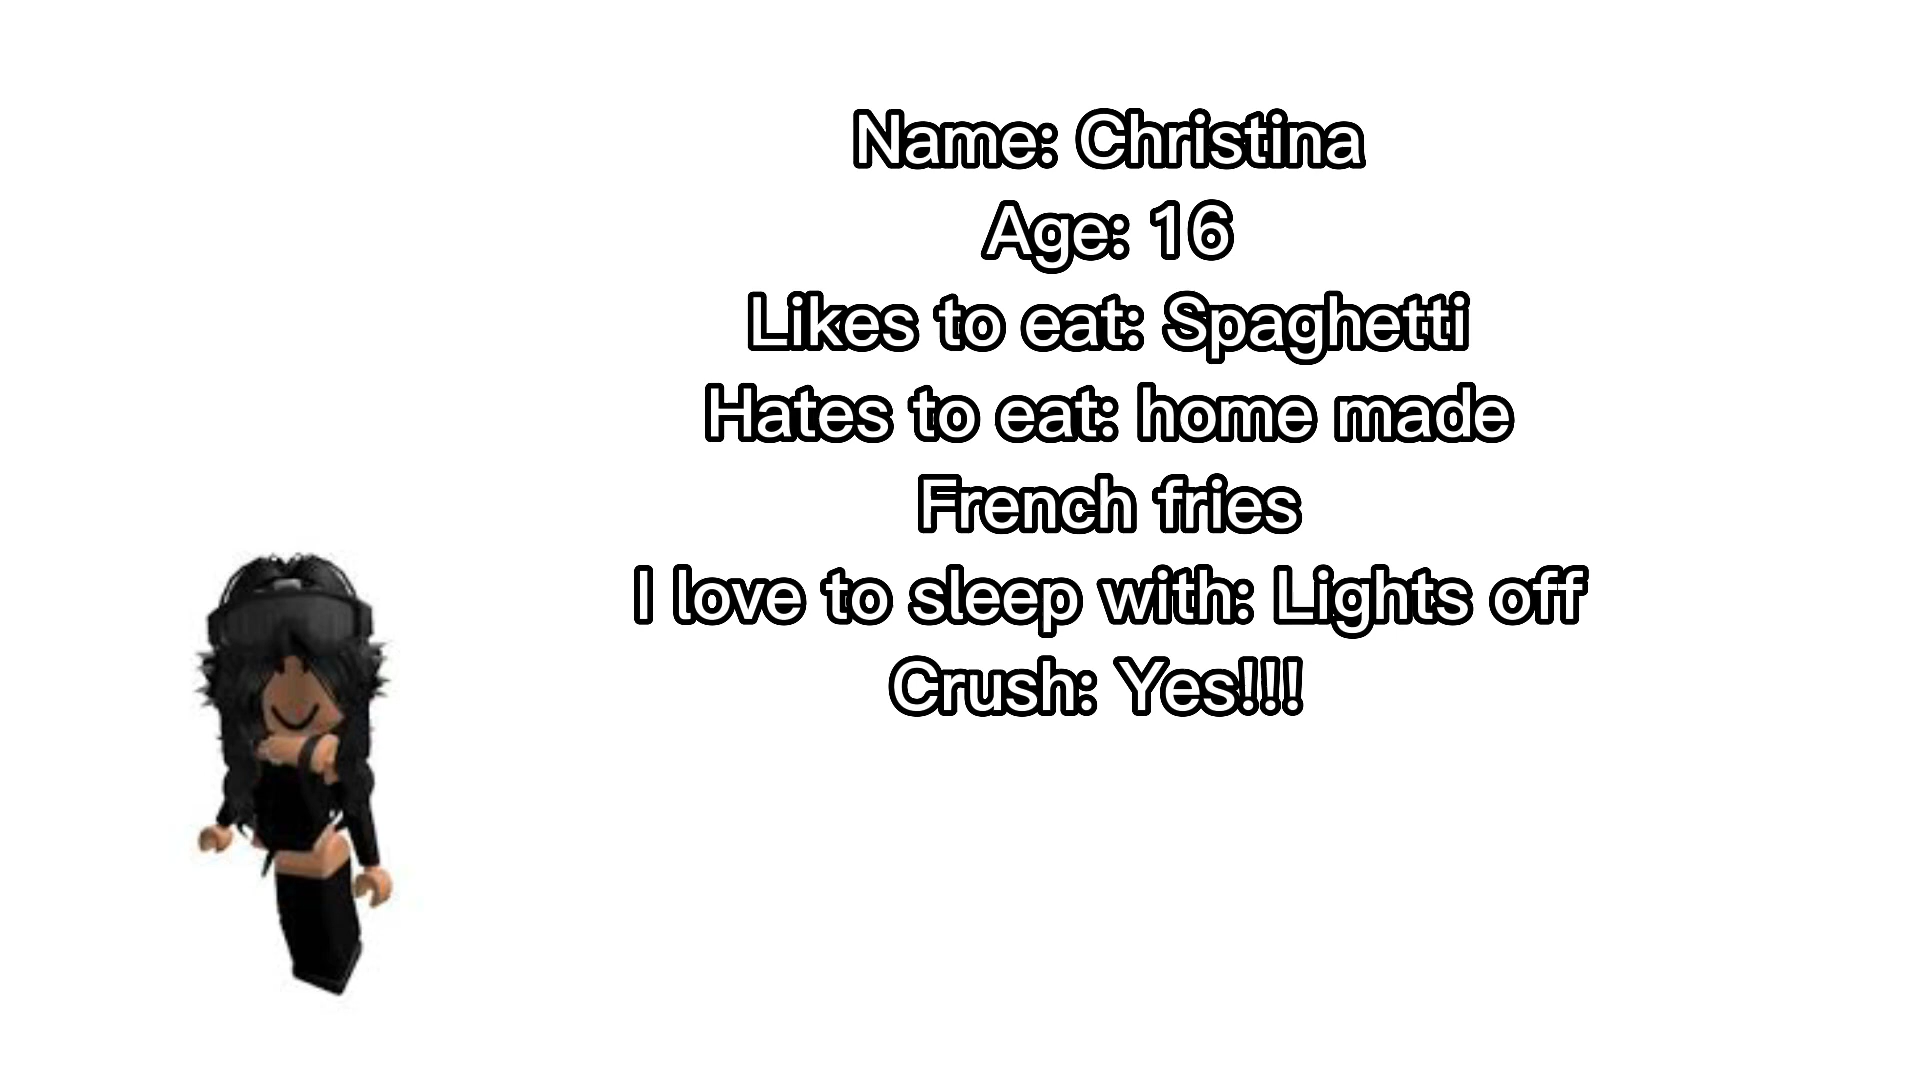 Name: Christina
Age: 16
Likes to eat: Spaghetti
Hates to eat: home made
French fries
I love to sleep with: Lights off
Crush: Yes!!!